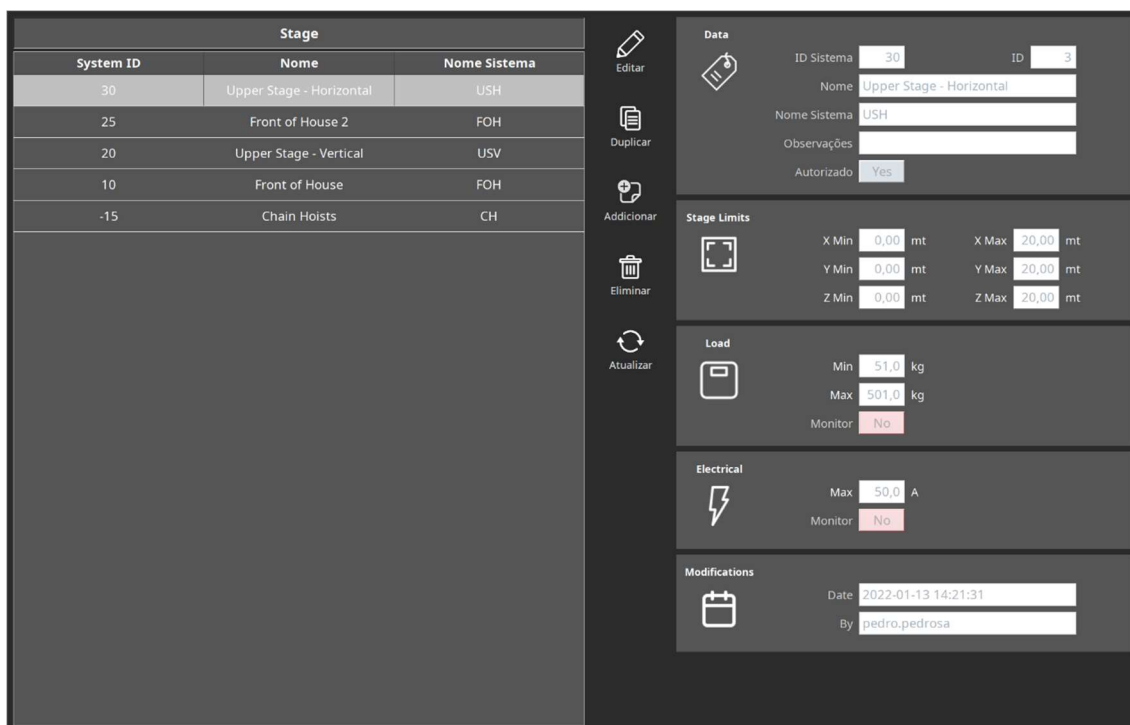 Stage
System ID Nome Nome Sistema
30 Upper Stage - Horizontal USH
25 Front of House 2 FOH
20 Upper Stage - Vertical USV
10 Front of House FOH
-15 Chain Hoists CH
Editar
Duplicar
Addicionar
Eliminar
Atualizar
Data
ID Sistema 30 ID 3
Nome Upper Stage - Horizontal
Nome Sistema USH
Observações
Autorizado Yes
Stage Limits
X Min 0,00 mt X Max 20,00 mt
Y Min 0,00 mt Y Max 20,00 mt
Z Min 0,00 mt Z Max 20,00 mt
Load
Min 51,0 kg
Max 501,0 kg
Monitor No
Electrical
Max 50,0 A
Monitor No
Modifications
Date 2022-01-13 14:21:31
By pedro.pedrosa